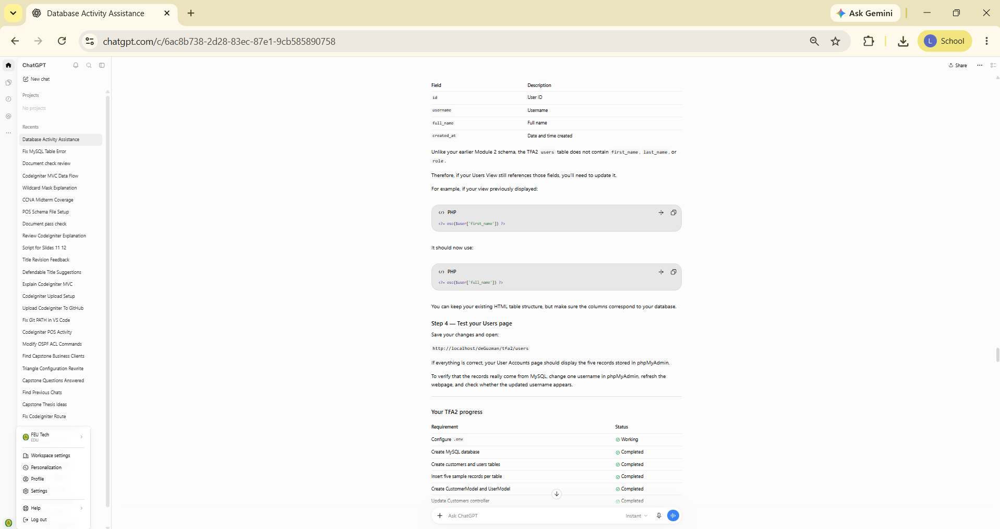 Database Activity Assistance
Ask Gemini
chatgpt.com/c/6ac8b738-2d28-83ec-87e1-9cb585890758
L School
ChatGPT
New chat
Projects
No projects
Recents
Database Activity Assistance
Fix MySQL Table Error
Document check review
CodeIgniter MVC Data Flow
Wildcard Mask Explanation
CCNA Midterm Coverage
POS Schema File Setup
Document pass check
Review CodeIgniter Explanation
Script for Slides 11 12
Title Revision Feedback
Defendable Title Suggestions
Explain CodeIgniter MVC
CodeIgniter Upload Setup
Upload CodeIgniter To GitHub
Fix Git PATH in VS Code
CodeIgniter POS Activity
Modify OSPF ACL Commands
Find Capstone Business Clients
Triangle Configuration Rewrite
Capstone Questions Answered
Find Previous Chats
Capstone Thesis Ideas
Fix CodeIgniter Route
FEU Tech
EDU
Workspace settings
Personalization
Profile
Settings
Help
Log out
Share
Field Description
id User ID
username Username
full_name Full name
created_at Date and time created
Unlike your earlier Module 2 schema, the TFA2 users table does not contain first_name, last_name, or
role.
Therefore, if your Users View still references those fields, you'll need to update it.
For example, if your view previously displayed:
PHP
<?= esc($user['first_name']) ?>
It should now use:
PHP
<?= esc($user['full_name']) ?>
You can keep your existing HTML table structure, but make sure the columns correspond to your database.
Step 4 — Test your Users page
Save your changes and open:
http://localhost/deGuzman/tfa2/users
If everything is correct, your User Accounts page should display the five records stored in phpMyAdmin.
To verify that the records really come from MySQL, change one username in phpMyAdmin, refresh the
webpage, and check whether the updated username appears.
Your TFA2 progress
Requirement Status
Configure .env Working
Create MySQL database Completed
Create customers and users tables Completed
Insert five sample records per table Completed
Create CustomerModel and UserModel Completed
Update Customers controller Completed
Ask ChatGPT
Instant